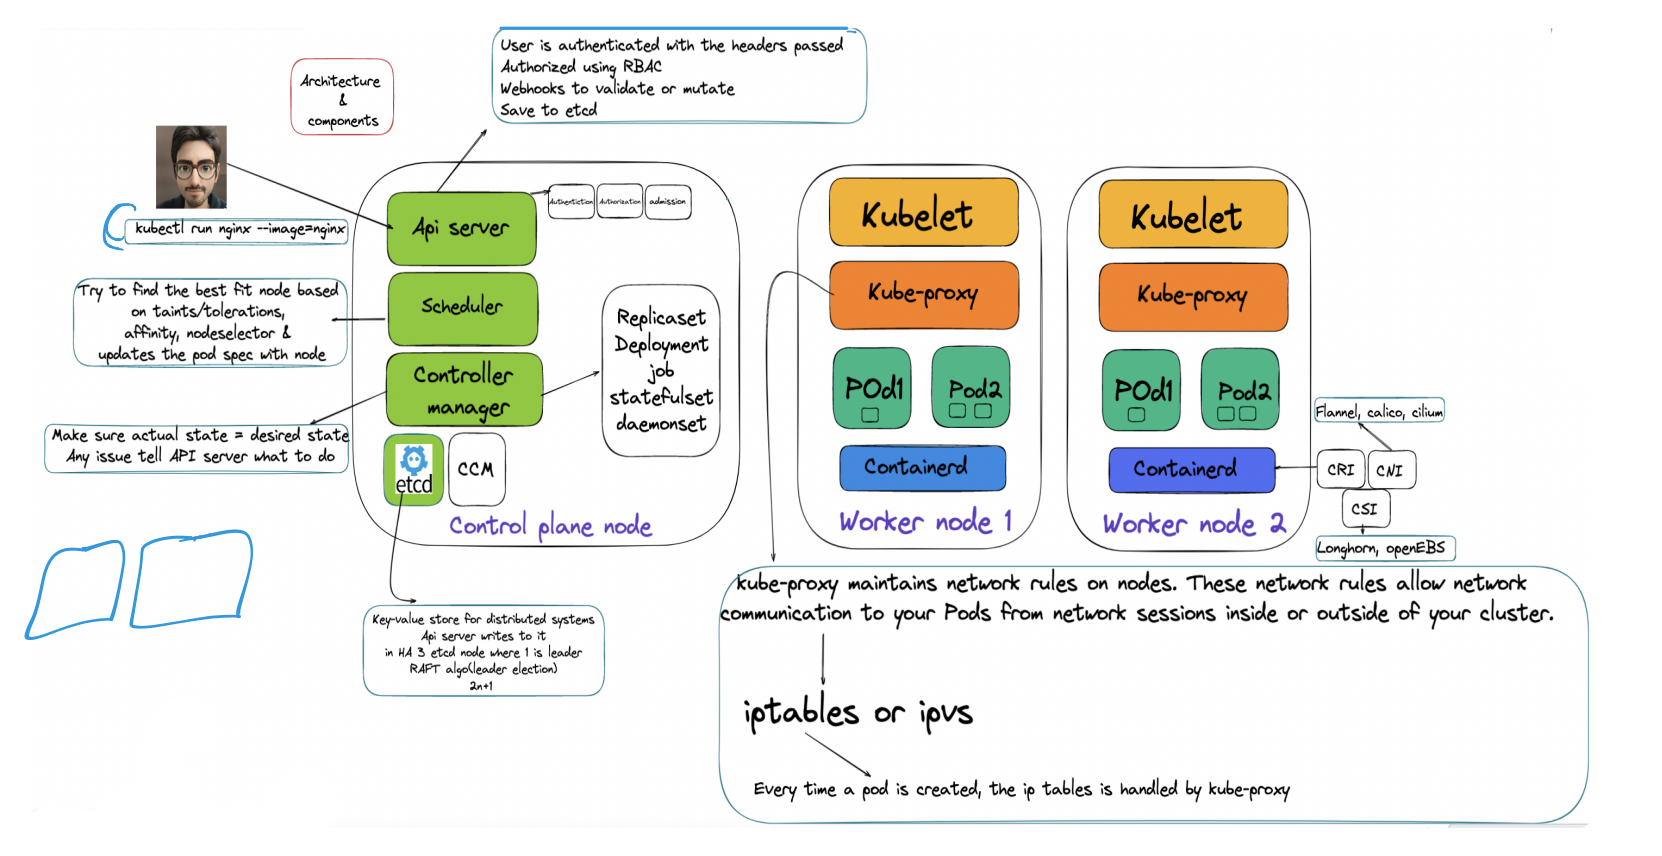 User is authenticated with the headers passed
Authorized using RBAC
Webhooks to validate or mutate
Save to etcd
Architecture
&
components
kubectl run nginx --image=nginx
Api server
Authentiction
Authorization
admission
Try to find the best fit node based
on taints/tolerations,
affinity, nodeselector &
updates the pod spec with node
Scheduler
Controller
manager
Replicaset
Deployment
job
statefulset
daemonset
Make sure actual state = desired state
Any issue tell API server what to do
etcd
CCM
Control plane node
Key-value store for distributed systems
Api server writes to it
in HA 3 etcd node where 1 is leader
RAFT algo(leader election)
2n+1
Kubelet
Kube-proxy
POd1
Pod2
Containerd
Worker node 1
Kubelet
Kube-proxy
POd1
Pod2
Containerd
Worker node 2
Flannel, calico, cilium
CRI
CNI
CSI
Longhorn, openEBS
kube-proxy maintains network rules on nodes. These network rules allow network
communication to your Pods from network sessions inside or outside of your cluster.
iptables or ipvs
Every time a pod is created, the ip tables is handled by kube-proxy